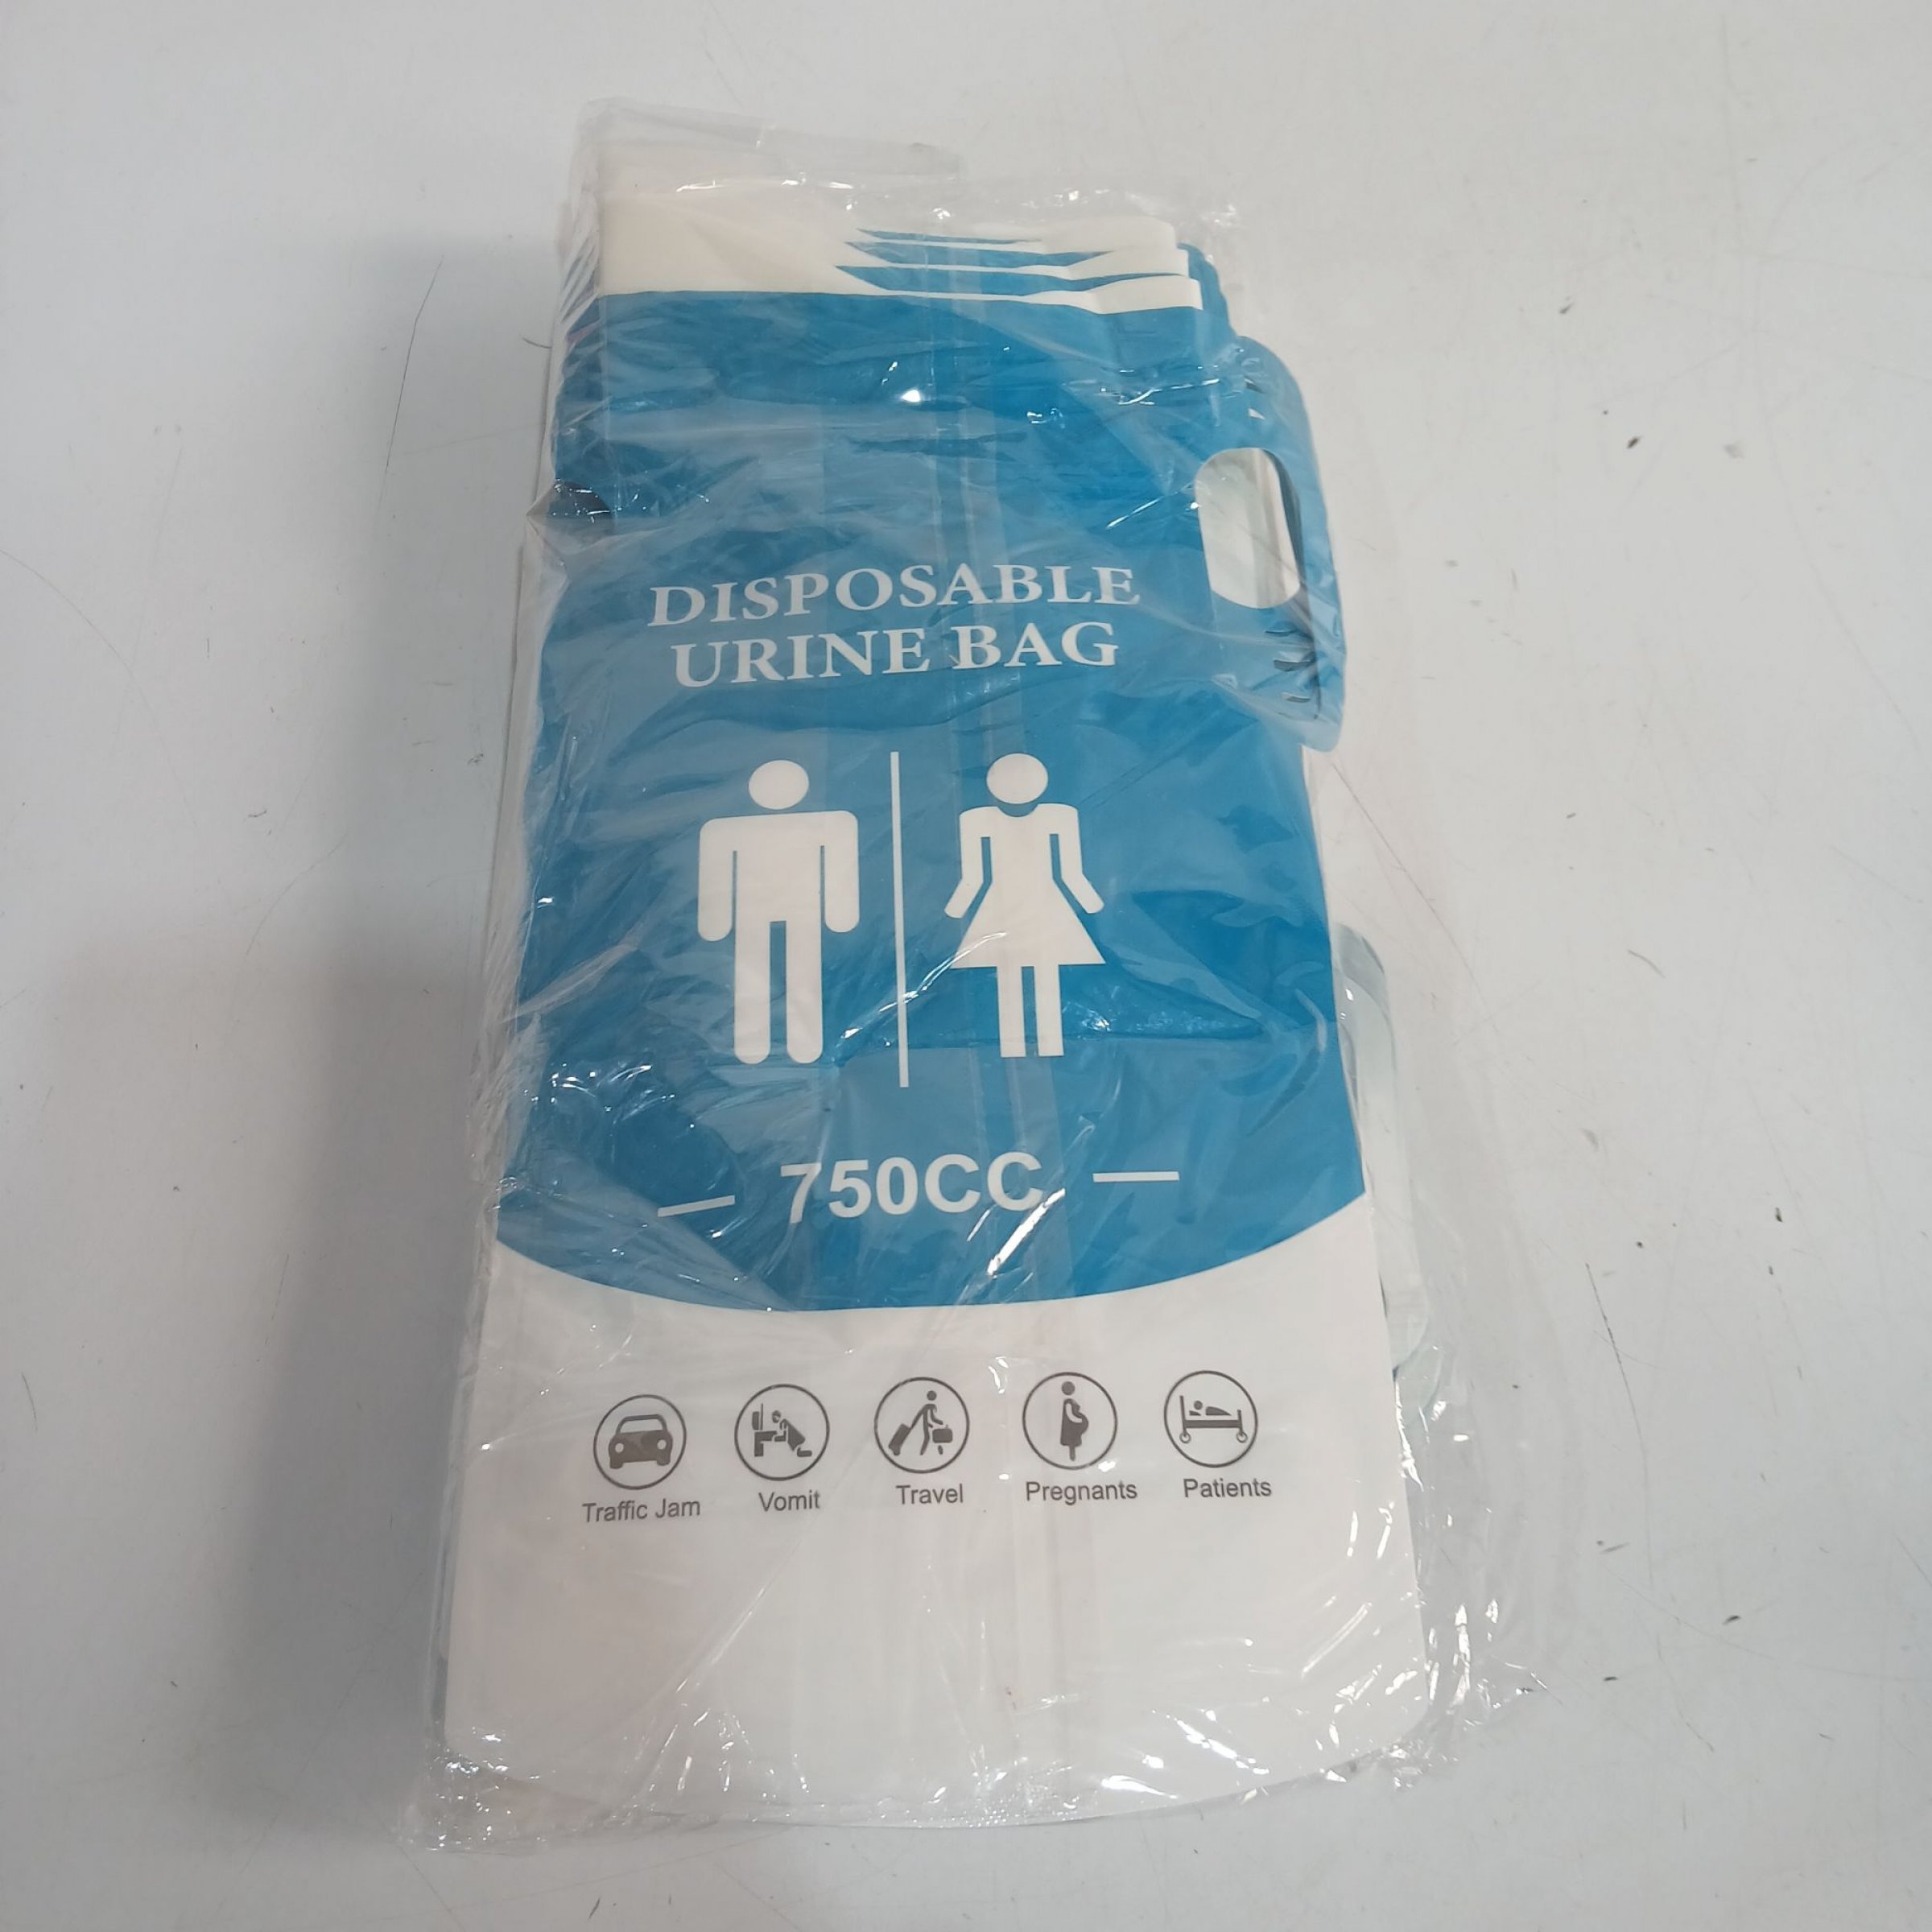 DISPOSABLE
URINE BAG
750CC
Traffic Jam Vomit Travel Pregnants Patients